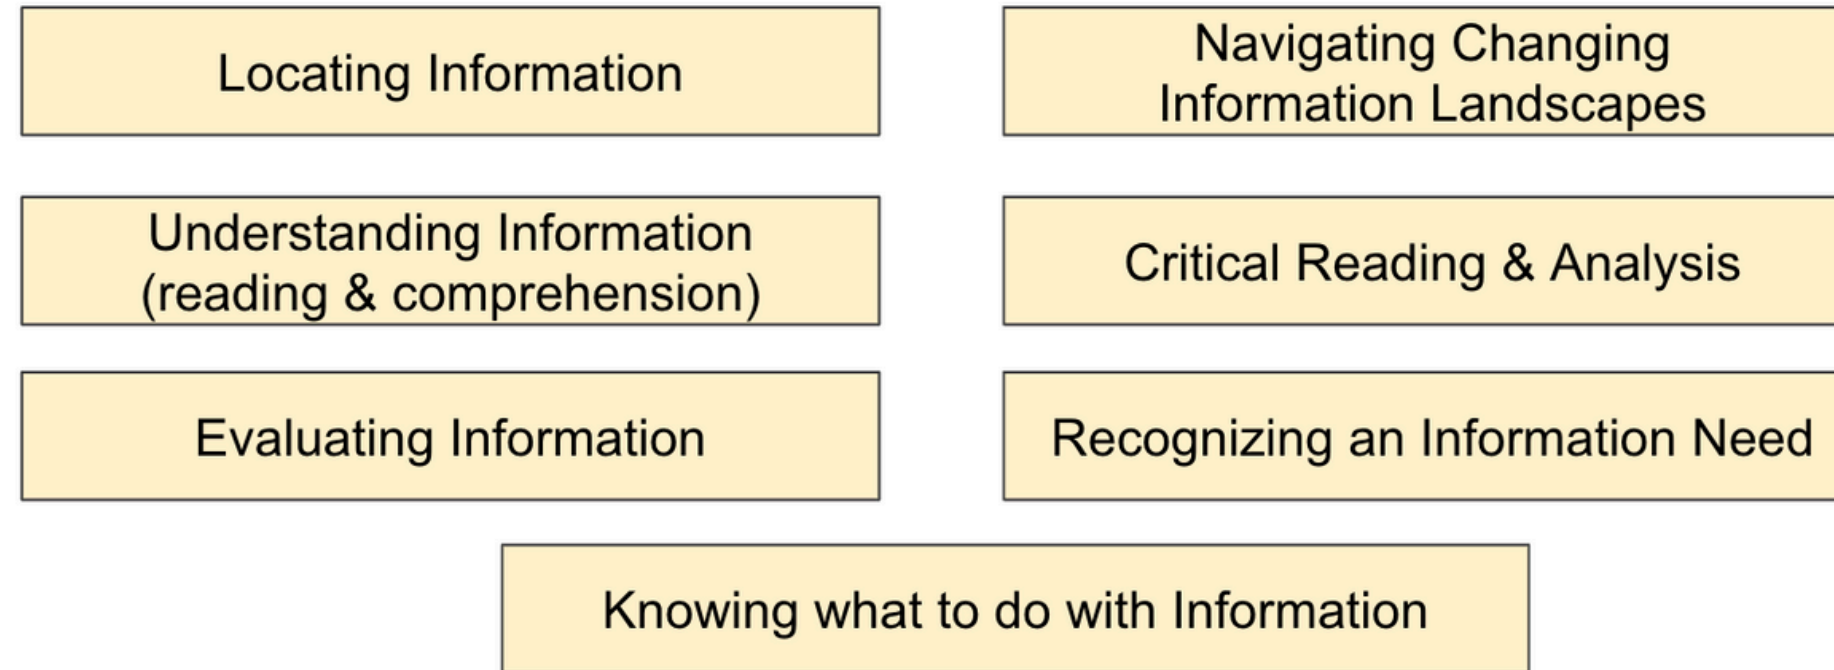 Locating Information
Navigating Changing
Information Landscapes
Understanding Information
(reading & comprehension)
Critical Reading & Analysis
Evaluating Information
Recognizing an Information Need
Knowing what to do with Information